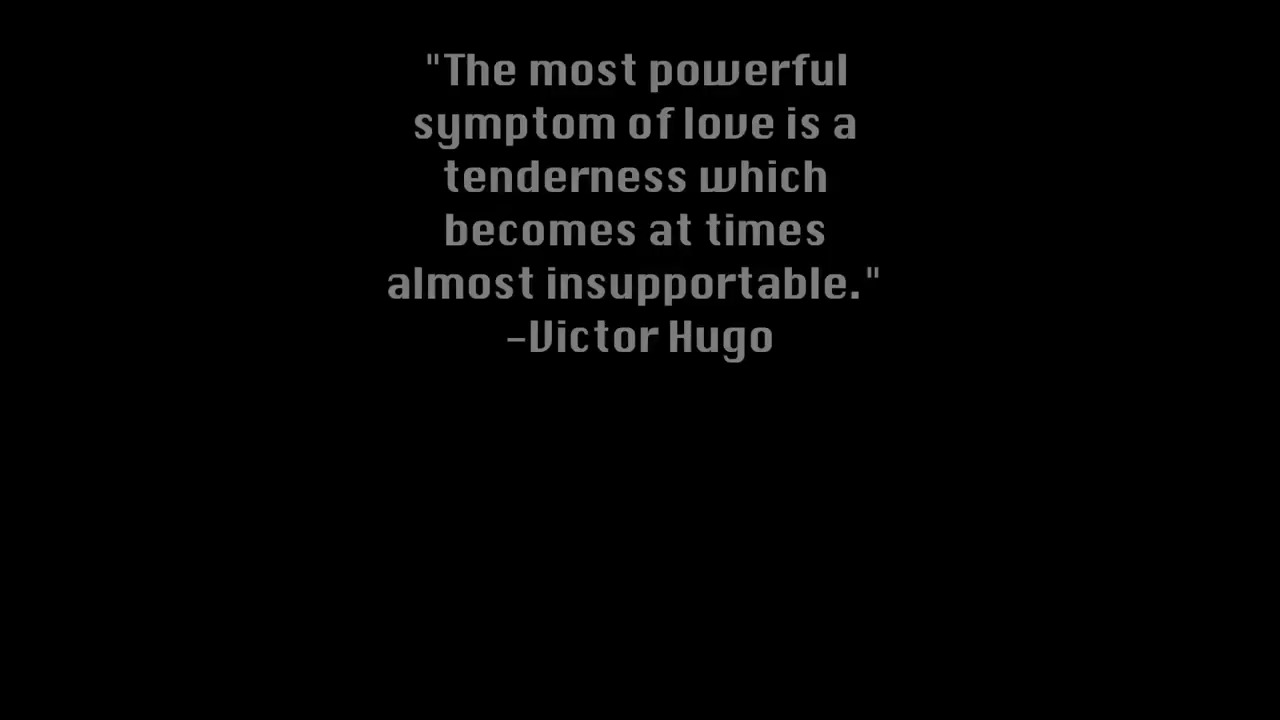 "The most powerful
symptom of love is a
tenderness which
becomes at times
almost insupportable."
-Victor Hugo